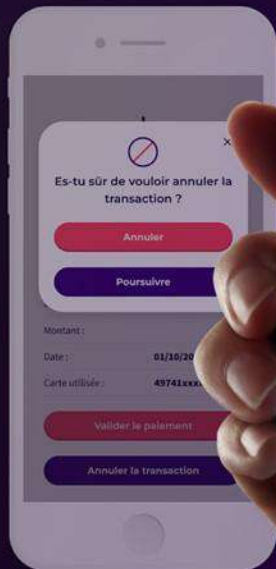 Es-tu sûr de vouloir annuler la
transaction ?
Annuler
Poursuivre
Montant :
Date : 01/10/20
Carte utilisée : 49741xxx
Valider le paiement
Annuler la transaction